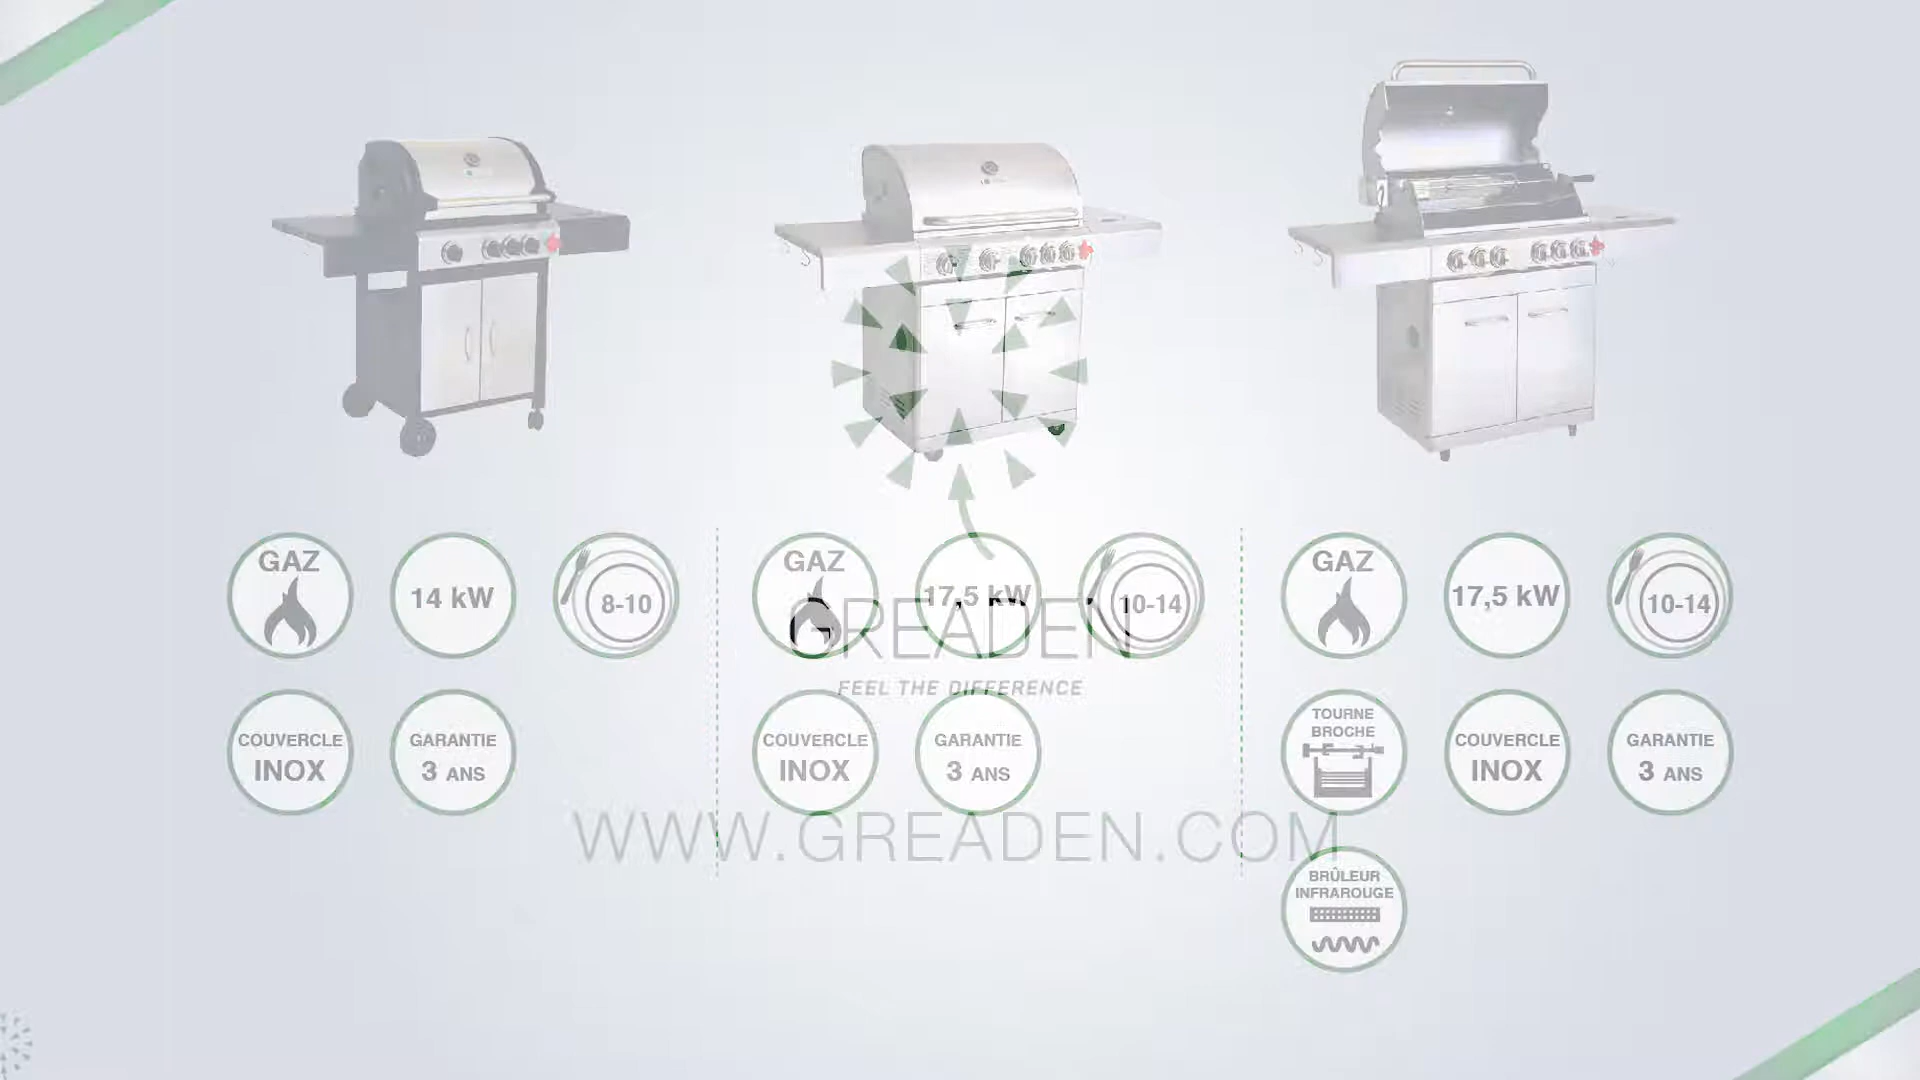 GAZ
14 kW
8-10
COUVERCLE
INOX
GARANTIE
3 ANS
GAZ
17,5 kW
10-14
COUVERCLE
INOX
GARANTIE
3 ANS
GAZ
17,5 kW
10-14
TOURNE
BROCHE
COUVERCLE
INOX
GARANTIE
3 ANS
BRÛLEUR
INFRAROUGE
GREADEN
FEEL THE DIFFERENCE
WWW.GREADEN.COM